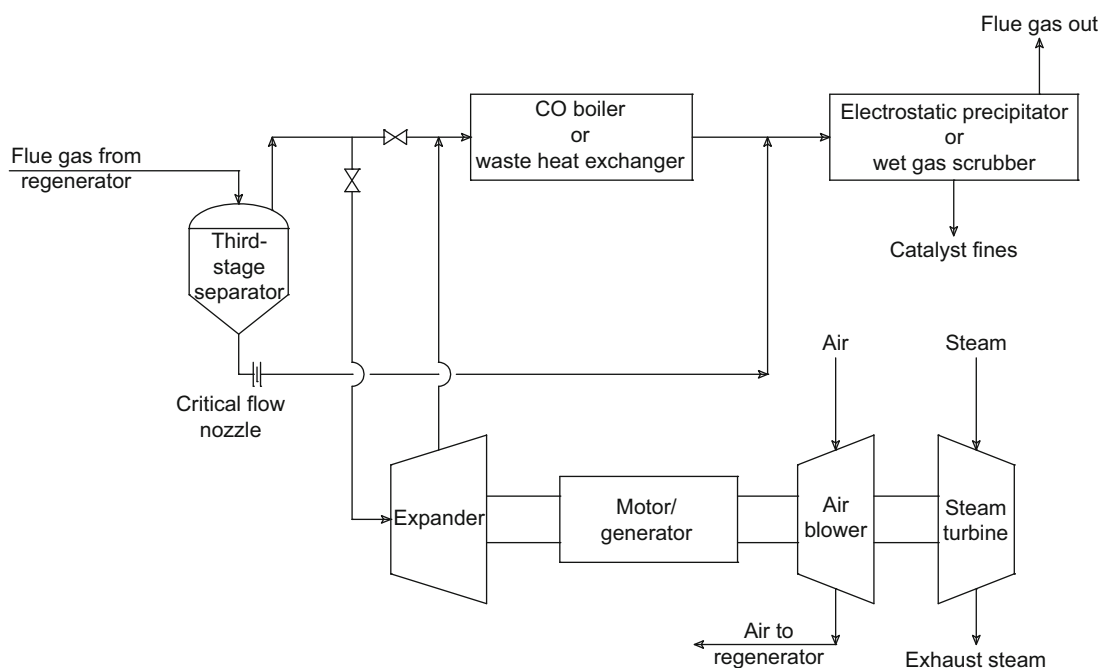 Flue gas out
CO boiler
or
waste heat exchanger
Electrostatic precipitator
or
wet gas scrubber
Flue gas from
regenerator
Third-
stage
separator
Catalyst fines
Air
Steam
Critical flow
nozzle
Expander
Motor/
generator
Air
blower
Steam
turbine
Air to
regenerator
Exhaust steam